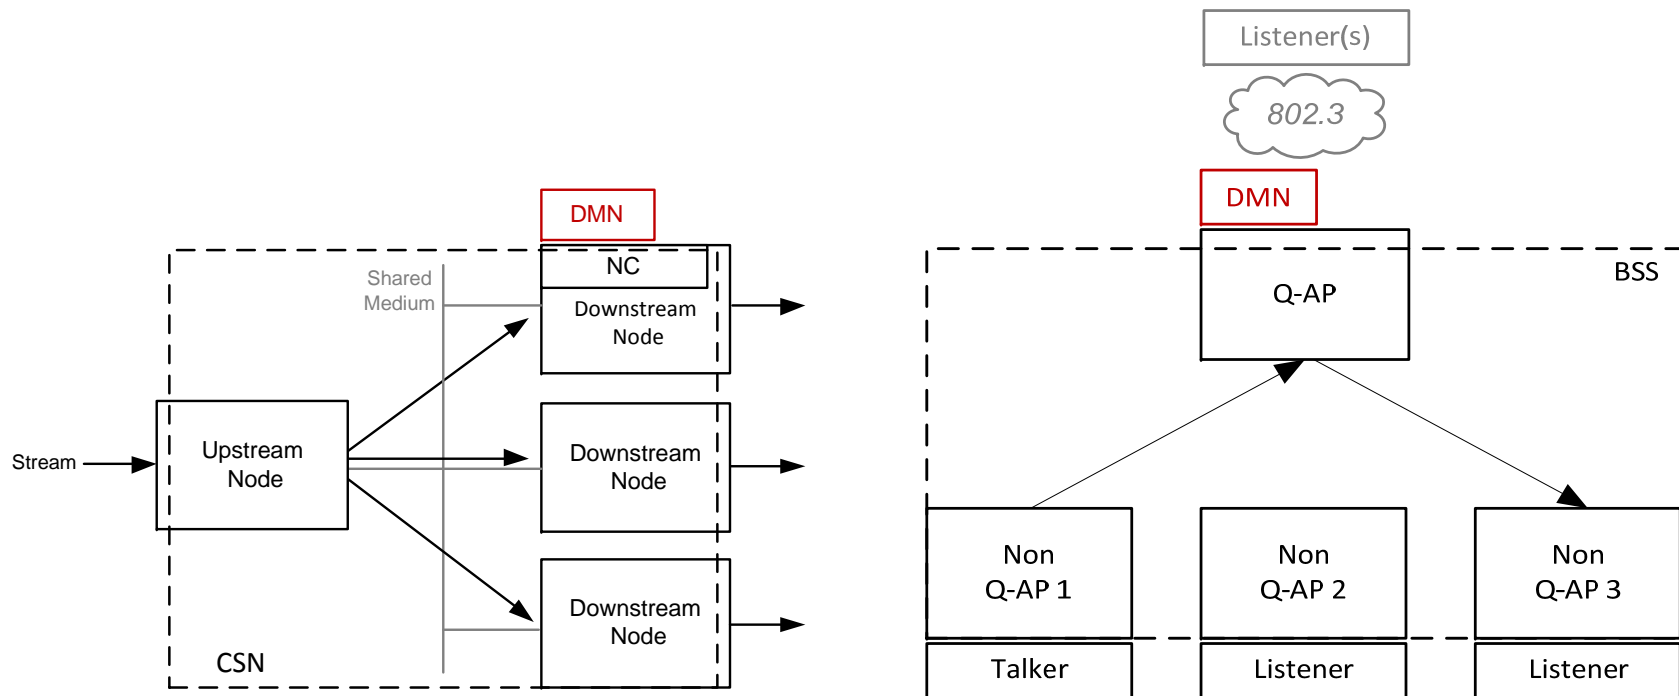 DMN
NC
Shared
Medium
Downstream
Node
Stream
Upstream
Node
Downstream
Node
Downstream
Node
CSN
Listener(s)
802.3
DMN
BSS
Q-AP
Non
Q-AP 1
Non
Q-AP 2
Non
Q-AP 3
Talker
Listener
Listener